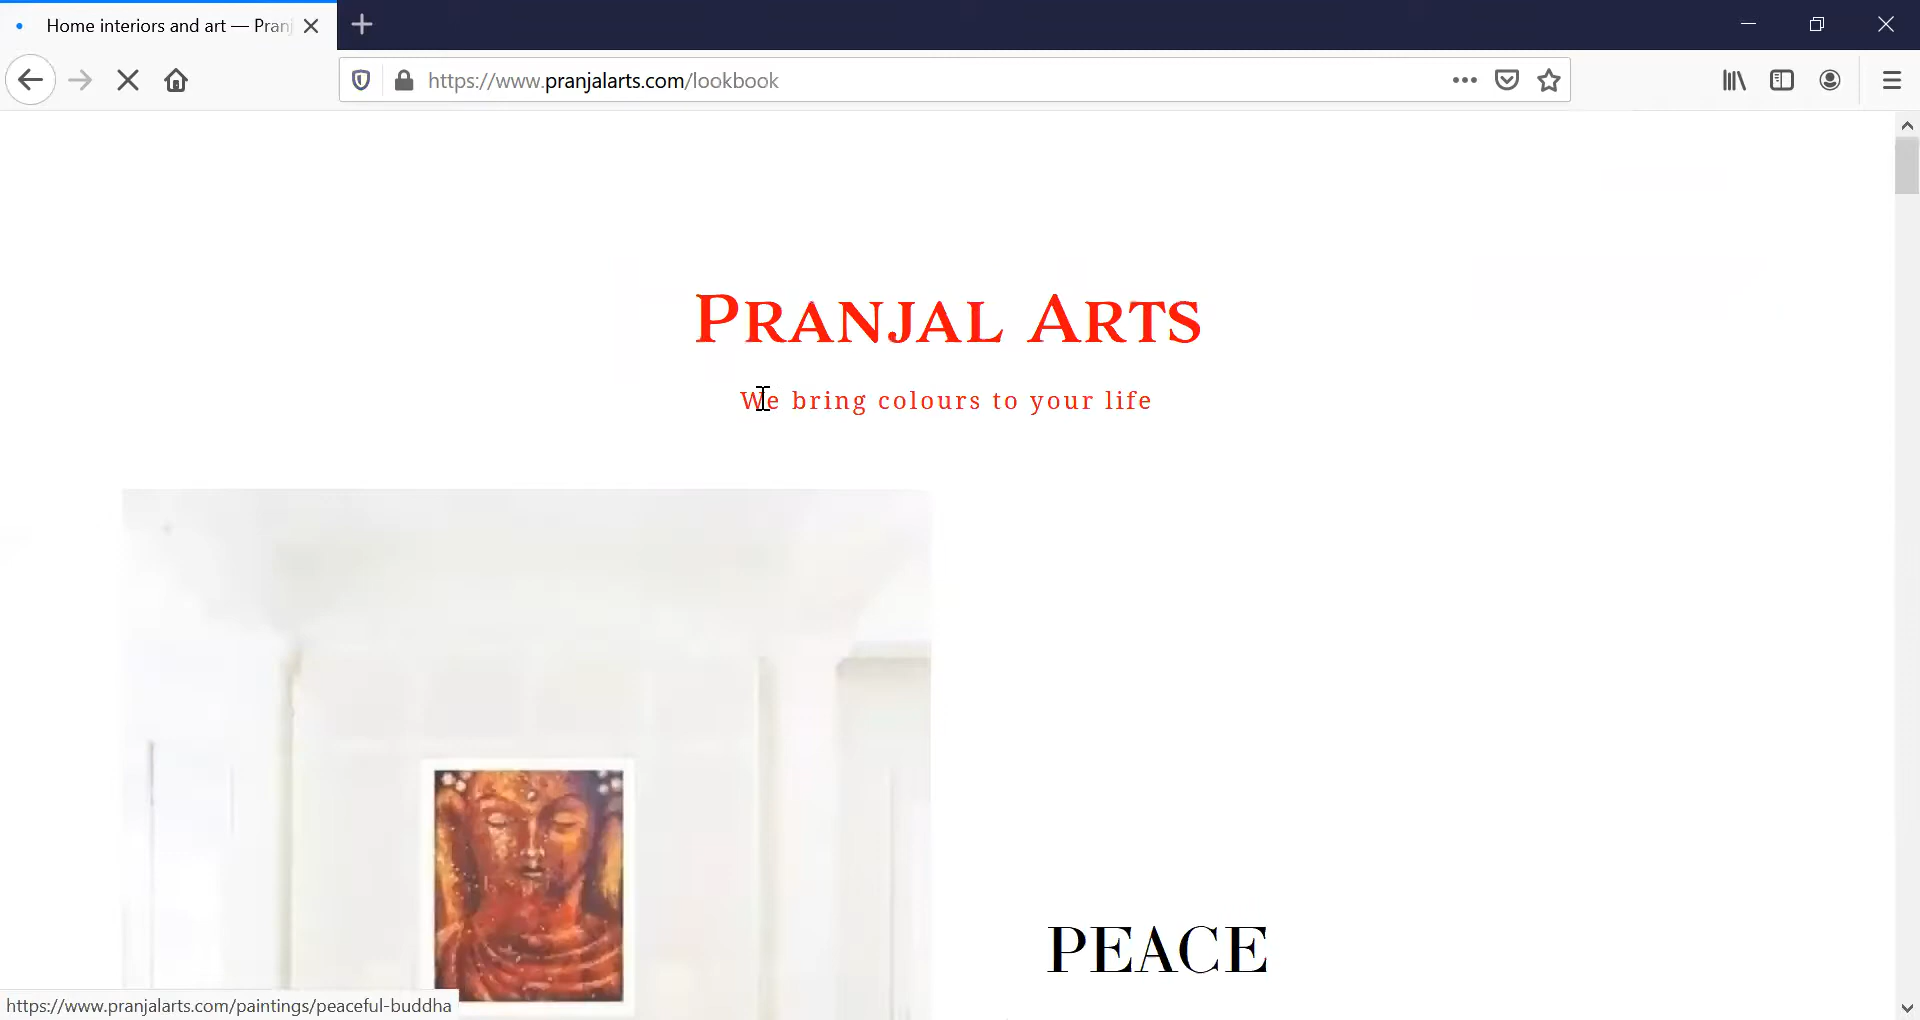 Home interiors and art — Pranj
https://www.pranjalarts.com/lookbook
PRANJAL ARTS
We bring colours to your life
PEACE
https://www.pranjalarts.com/paintings/peaceful-buddha